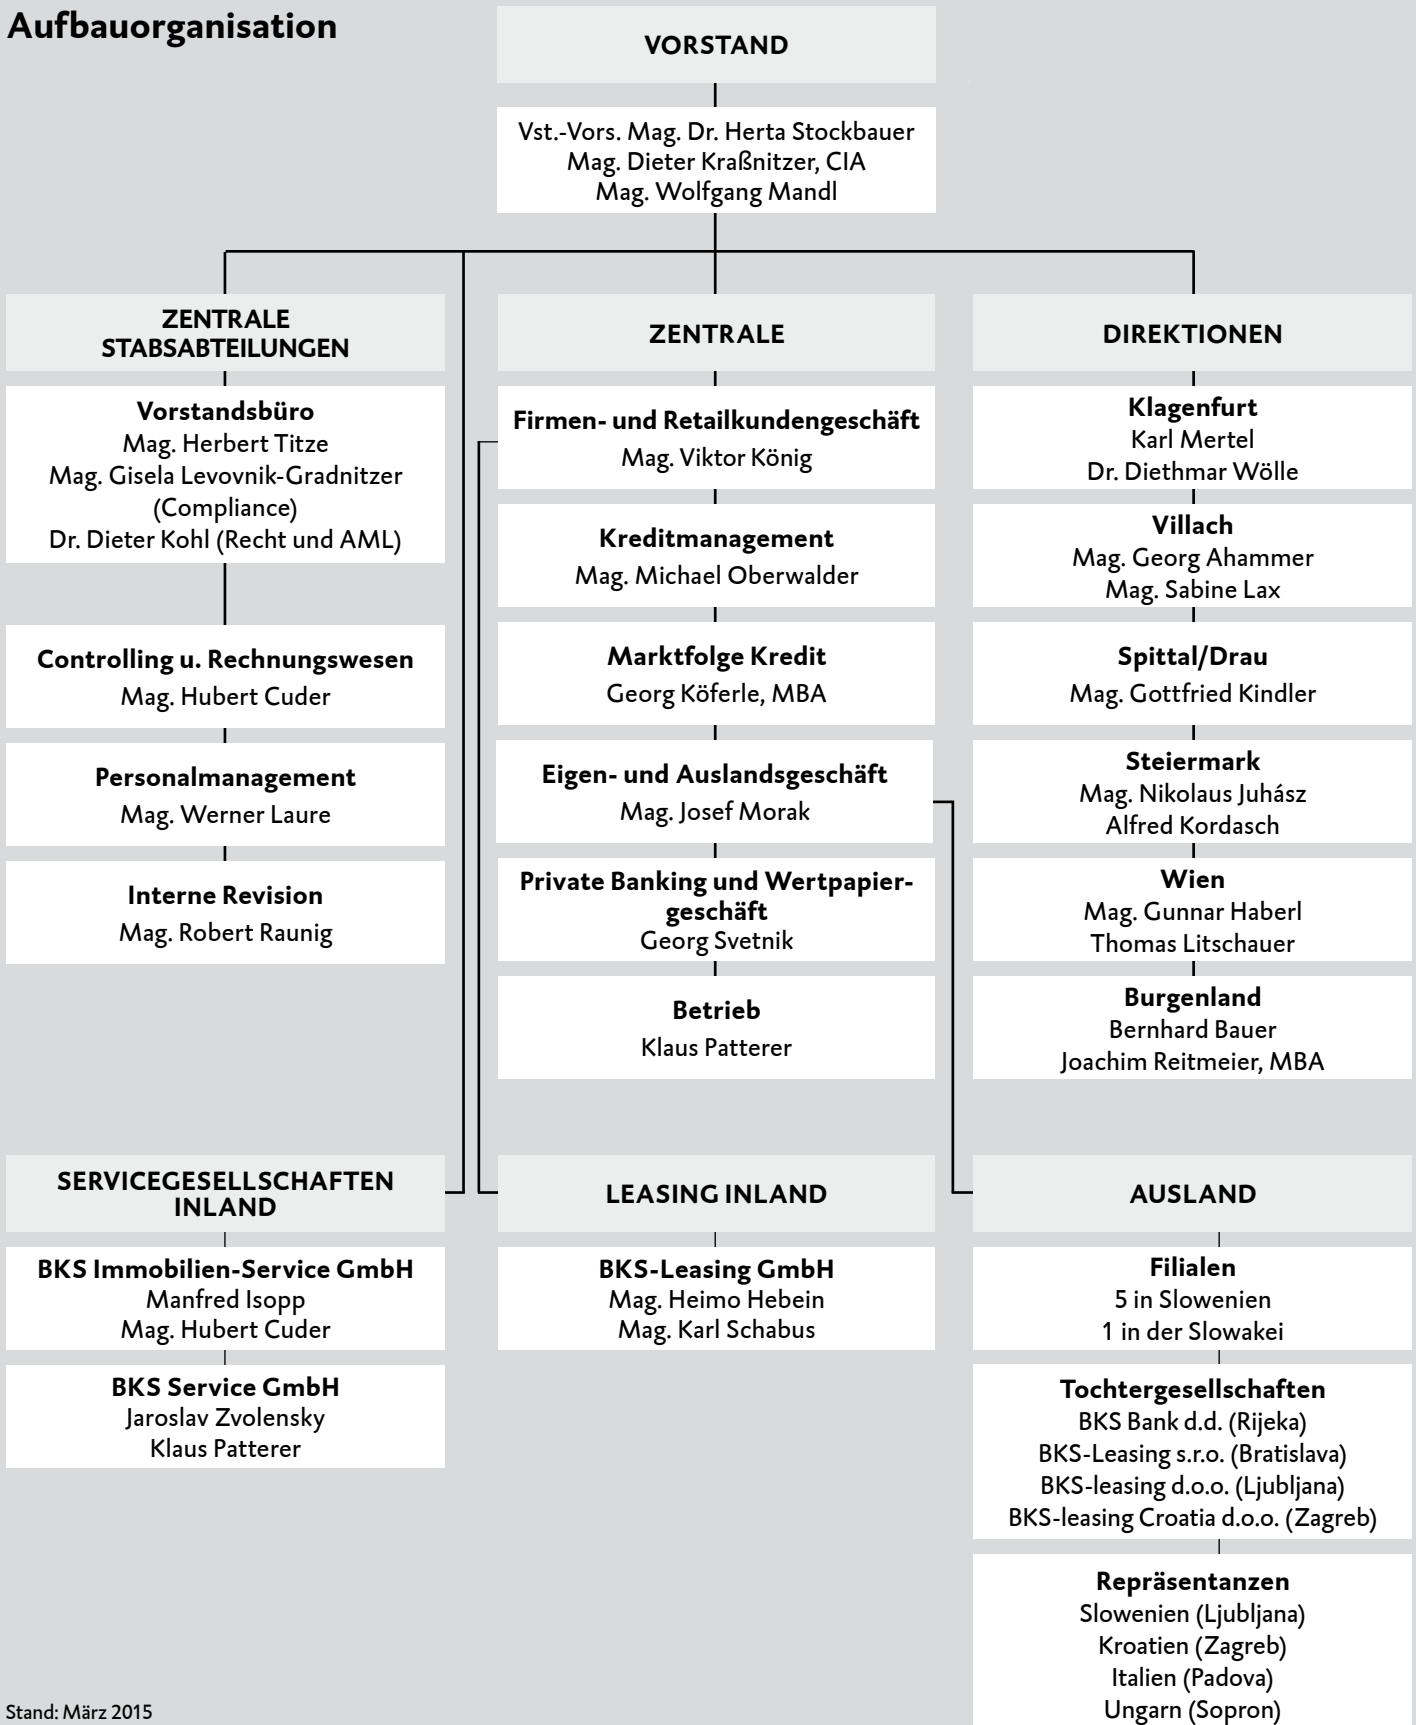 Aufbauorganisation
VORSTAND
Vst.-Vors. Mag. Dr. Herta Stockbauer
Mag. Dieter Kraßnitzer, CIA
Mag. Wolfgang Mandl
ZENTRALE
STABSABTEILUNGEN
Vorstandsbüro
Mag. Herbert Titze
Mag. Gisela Levovnik-Gradnitzer
(Compliance)
Dr. Dieter Kohl (Recht und AML)
Controlling u. Rechnungswesen
Mag. Hubert Cuder
Personalmanagement
Mag. Werner Laure
Interne Revision
Mag. Robert Raunig
ZENTRALE
Firmen- und Retailkundengeschäft
Mag. Viktor König
Kreditmanagement
Mag. Michael Oberwalder
Marktfolge Kredit
Georg Köferle, MBA
Eigen- und Auslandsgeschäft
Mag. Josef Morak
Private Banking und Wertpapier-
geschäft
Georg Svetnik
Betrieb
Klaus Patterer
DIREKTIONEN
Klagenfurt
Karl Mertel
Dr. Diethmar Wölle
Villach
Mag. Georg Ahammer
Mag. Sabine Lax
Spittal/Drau
Mag. Gottfried Kindler
Steiermark
Mag. Nikolaus Juhász
Alfred Kordasch
Wien
Mag. Gunnar Haberl
Thomas Litschauer
Burgenland
Bernhard Bauer
Joachim Reitmeier, MBA
SERVICEGESELLSCHAFTEN
INLAND
BKS Immobilien-Service GmbH
Manfred Isopp
Mag. Hubert Cuder
BKS Service GmbH
Jaroslav Zvolensky
Klaus Patterer
LEASING INLAND
BKS-Leasing GmbH
Mag. Heimo Hebein
Mag. Karl Schabus
AUSLAND
Filialen
5 in Slowenien
1 in der Slowakei
Tochtergesellschaften
BKS Bank d.d. (Rijeka)
BKS-Leasing s.r.o. (Bratislava)
BKS-leasing d.o.o. (Ljubljana)
BKS-leasing Croatia d.o.o. (Zagreb)
Repräsentanzen
Slowenien (Ljubljana)
Kroatien (Zagreb)
Italien (Padova)
Ungarn (Sopron)
Stand: März 2015